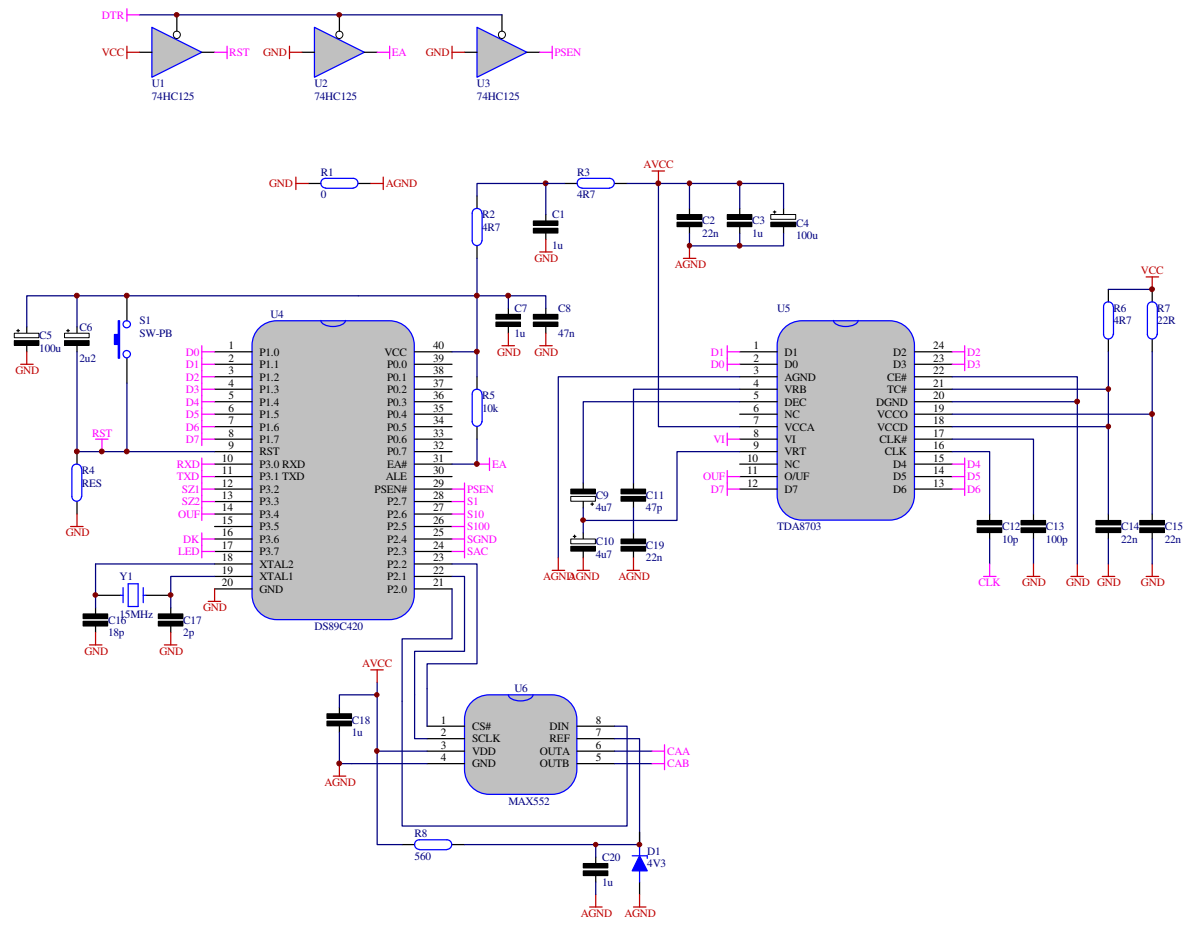 DTR
VCC
RST
GND
EA
GND
PSEN
U1
74HC125
U2
74HC125
U3
74HC125
GND
R1
0
AGND
R2
4R7
C1
1u
GND
R3
4R7
AVCC
C2
22n
C3
1u
C4
100u
AGND
C5
100u
GND
C6
2u2
S1
SW-PB
RST
R4
RES
GND
C7
1u
GND
C8
47n
GND
R5
10k
EA
U4
D0 1 P1.0
D1 2 P1.1
D2 3 P1.2
D3 4 P1.3
D4 5 P1.4
D5 6 P1.5
D6 7 P1.6
D7 8 P1.7
9 RST
RXD 10 P3.0 RXD
TXD 11 P3.1 TXD
SZ1 12 P3.2
SZ2 13 P3.3
OUF 14 P3.4
15 P3.5
DK 16 P3.6
LED 17 P3.7
18 XTAL2
19 XTAL1
20 GND
GND
VCC 40
P0.0 39
P0.1 38
P0.2 37
P0.3 36
P0.4 35
P0.5 34
P0.6 33
P0.7 32
EA# 31
ALE 30
PSEN# 29 PSEN
P2.7 28 S1
P2.6 27 S10
P2.5 26 S100
P2.4 25 SGND
P2.3 24 SAC
P2.2 23
P2.1 22
P2.0 21
DS89C420
Y1
15MHz
C16
18p
GND
C17
2p
GND
U5
D1 1 D1
D0 2 D0
3 AGND
4 VRB
5 DEC
6 NC
7 VCCA
VI 8 VI
9 VRT
10 NC
OUF 11 O/UF
D7 12 D7
D2 24 D2
D3 23 D3
CE# 22
TC# 21
DGND 20
VCCO 19
VCCD 18
CLK# 17
CLK 16
D4 15 D4
D5 14 D5
D6 13 D6
TDA8703
VCC
R6
4R7
R7
22R
C9
4u7
C11
47p
C10
4u7
C19
22n
AGND
AGND
AGND
C12
10p
CLK
C13
100p
GND
GND
C14
22n
GND
C15
22n
GND
AVCC
C18
1u
AGND
U6
1 CS#
2 SCLK
3 VDD
4 GND
DIN 8
REF 7
OUTA 6 CAA
OUTB 5 CAB
MAX552
R8
560
C20
1u
AGND
D1
4V3
AGND